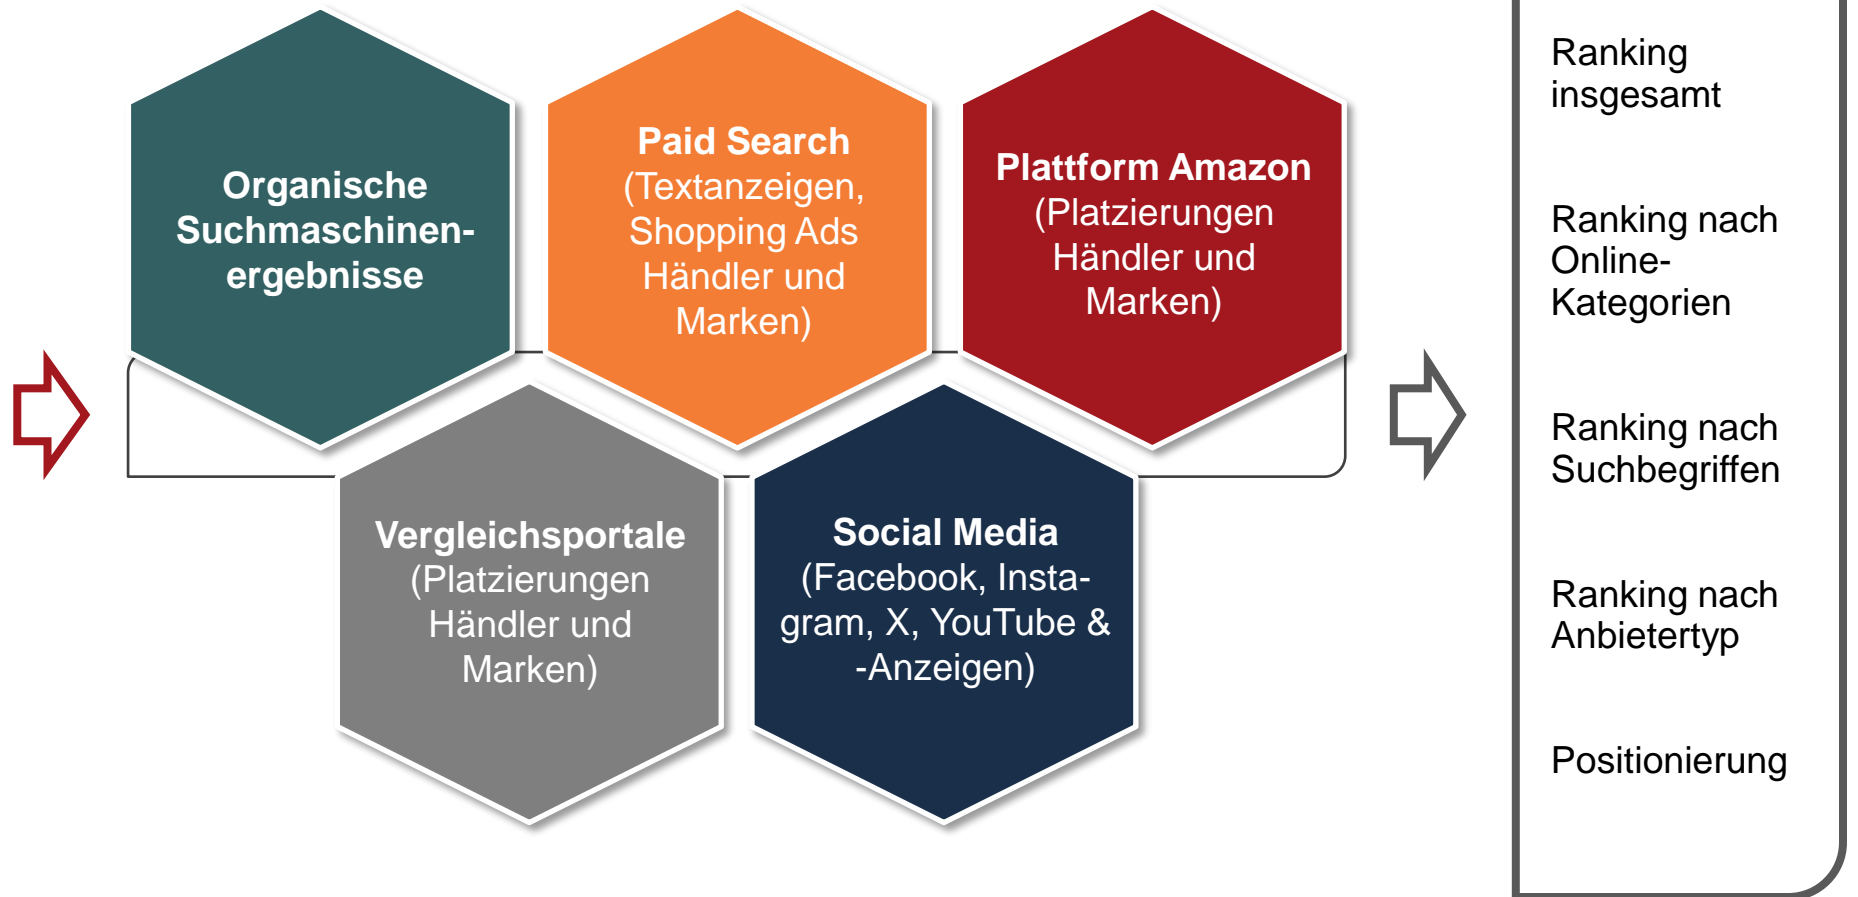 Organische
Suchmaschinen-
ergebnisse
Paid Search
(Textanzeigen,
Shopping Ads
Händler und
Marken)
Plattform Amazon
(Platzierungen
Händler und
Marken)
Vergleichsportale
(Platzierungen
Händler und
Marken)
Social Media
(Facebook, Insta-
gram, X, YouTube &
-Anzeigen)
Ranking
insgesamt
Ranking nach
Online-
Kategorien
Ranking nach
Suchbegriffen
Ranking nach
Anbietertyp
Positionierung